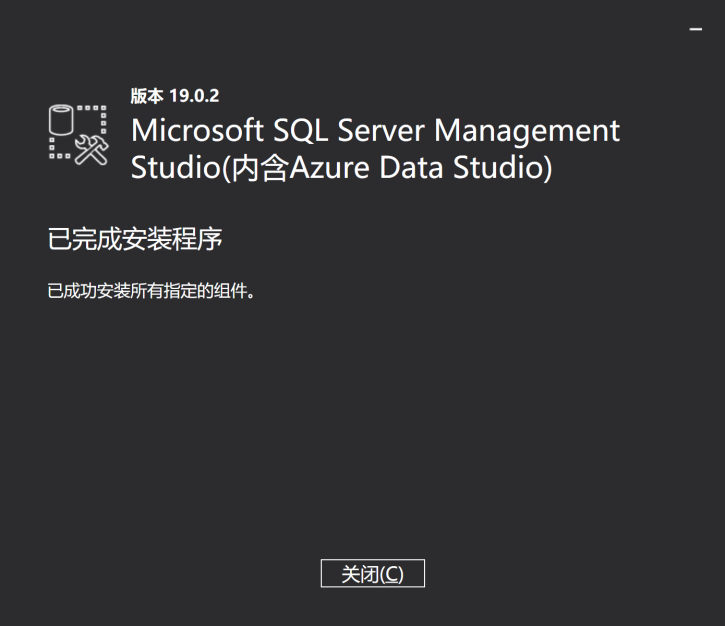 版本 19.0.2
Microsoft SQL Server Management
Studio(内含Azure Data Studio)
已完成安装程序
已成功安装所有指定的组件。
关闭(C)